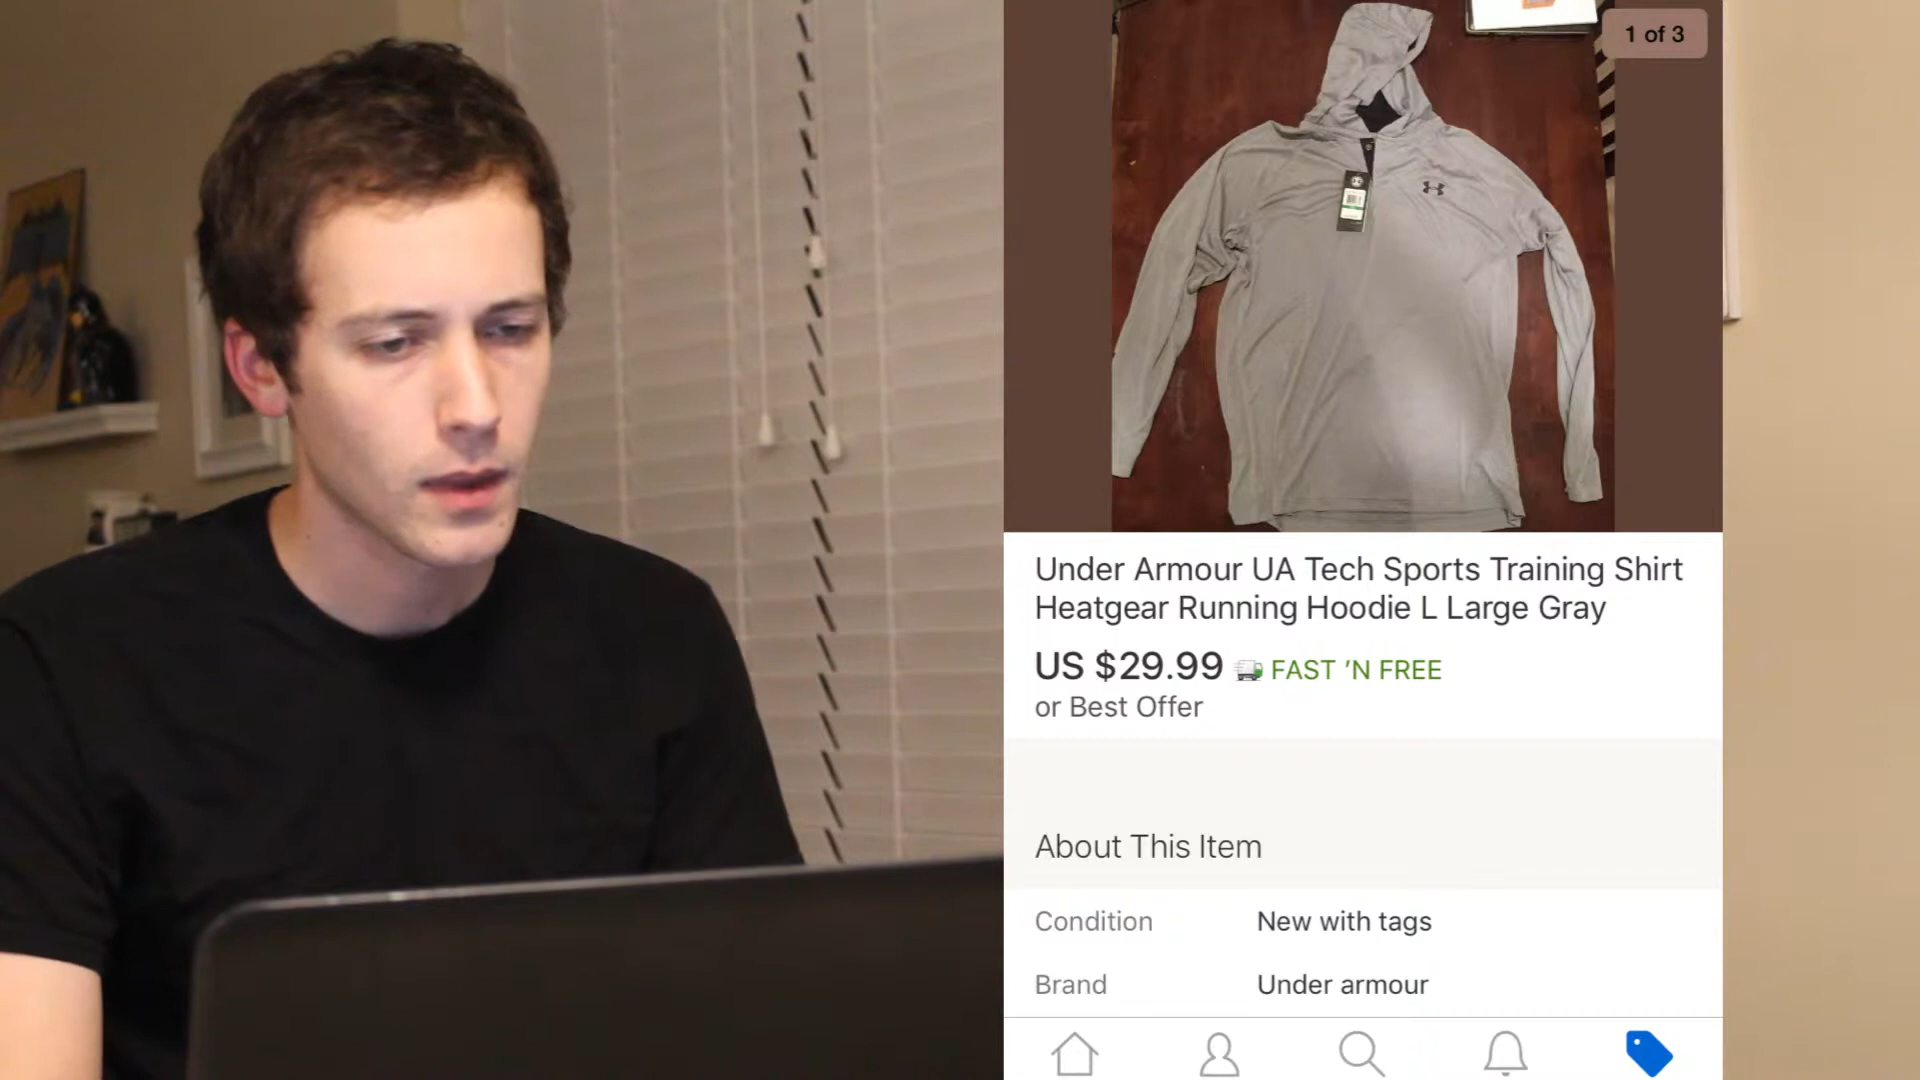 1 of 3
Under Armour UA Tech Sports Training Shirt
Heatgear Running Hoodie L Large Gray
US $29.99 FAST ’N FREE
or Best Offer
About This Item
Condition New with tags
Brand Under armour